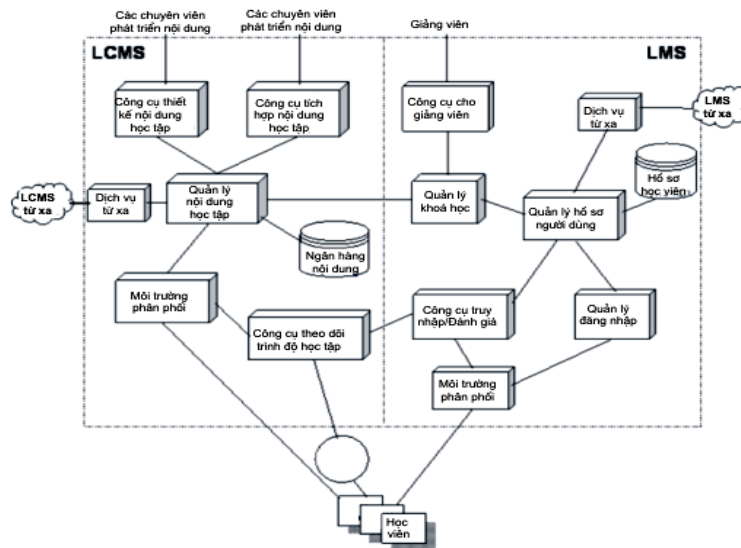 Các chuyên viên
phát triển nội dung
Các chuyên viên
phát triển nội dung
Giảng viên
LCMS
LMS
Công cụ thiết
kế nội dung
học tập
Công cụ tích
hợp nội dung
học tập
Công cụ cho
giảng viên
Dịch vụ
từ xa
LMS
từ xa
LCMS
từ xa
Dịch vụ
từ xa
Quản lý
nội dung
học tập
Quản lý
khoá học
Quản lý hồ sơ
người dùng
Hồ sơ
học viên
Ngân hàng
nội dung
Môi trường
phân phối
Công cụ theo dõi
trình độ học tập
Công cụ truy
nhập/Đánh giá
Quản lý
đăng nhập
Môi trường
phân phối
Học
viên